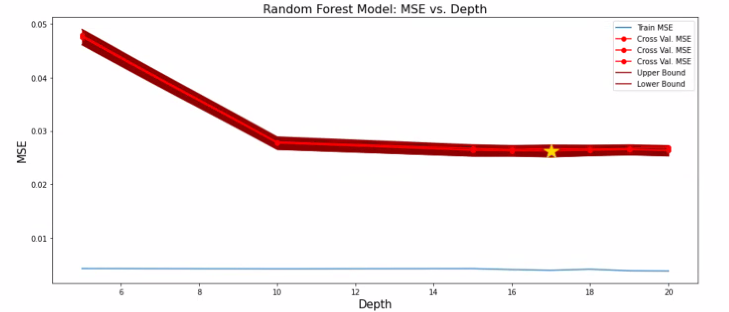 Random Forest Model: MSE vs. Depth
0.05
0.04
0.03
0.02
0.01
MSE
Train MSE
Cross Val. MSE
Cross Val. MSE
Cross Val. MSE
Upper Bound
Lower Bound
6 8 10 12 14 16 18 20
Depth